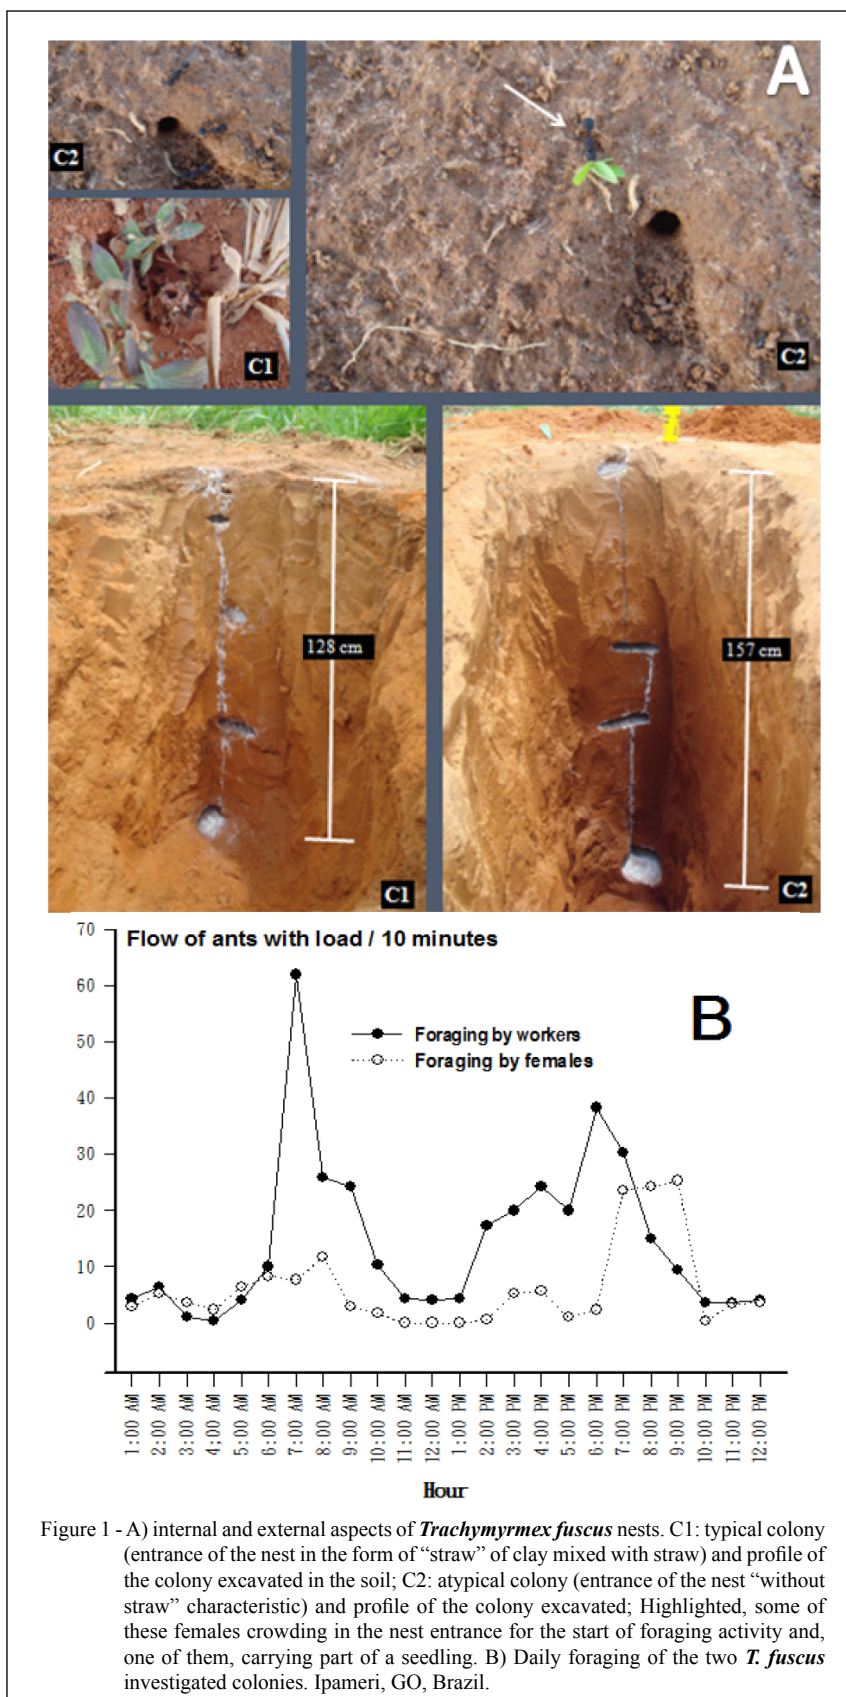 A
C2
C1
C2
128 cm
157 cm
C1
C2
Flow of ants with load / 10 minutes
B
Foraging by workers
Foraging by females
70
60
50
40
30
20
10
0
1:00 AM
2:00 AM
3:00 AM
4:00 AM
5:00 AM
6:00 AM
7:00 AM
8:00 AM
9:00 AM
10:00 AM
11:00 AM
12:00 AM
1:00 PM
2:00 PM
3:00 PM
4:00 PM
5:00 PM
6:00 PM
7:00 PM
8:00 PM
9:00 PM
10:00 PM
11:00 PM
12:00 PM
Hour
Figure 1 - A) internal and external aspects of Trachymyrmex fuscus nests. C1: typical colony
(entrance of the nest in the form of “straw” of clay mixed with straw) and profile of
the colony excavated in the soil; C2: atypical colony (entrance of the nest “without
straw” characteristic) and profile of the colony excavated; Highlighted, some of
these females crowding in the nest entrance for the start of foraging activity and,
one of them, carrying part of a seedling. B) Daily foraging of the two T. fuscus
investigated colonies. Ipameri, GO, Brazil.